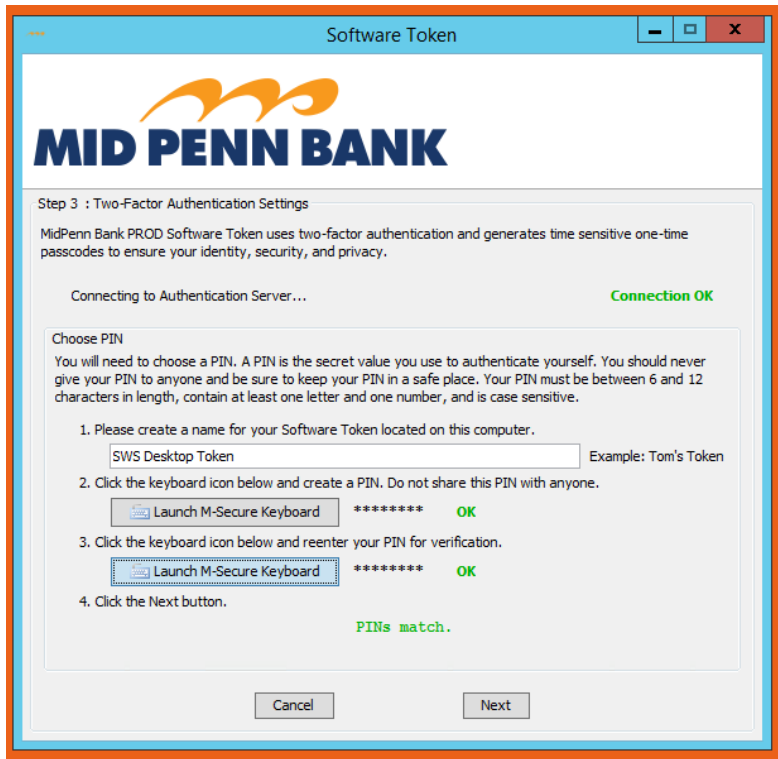 Software Token
MID PENN BANK
Step 3 : Two-Factor Authentication Settings
MidPenn Bank PROD Software Token uses two-factor authentication and generates time sensitive one-time
passcodes to ensure your identity, security, and privacy.
Connecting to Authentication Server... Connection OK
Choose PIN
You will need to choose a PIN. A PIN is the secret value you use to authenticate yourself. You should never
give your PIN to anyone and be sure to keep your PIN in a safe place. Your PIN must be between 6 and 12
characters in length, contain at least one letter and one number, and is case sensitive.
1. Please create a name for your Software Token located on this computer.
SWS Desktop Token Example: Tom's Token
2. Click the keyboard icon below and create a PIN. Do not share this PIN with anyone.
Launch M-Secure Keyboard ******** OK
3. Click the keyboard icon below and reenter your PIN for verification.
Launch M-Secure Keyboard ******** OK
4. Click the Next button.
PINs match.
Cancel Next